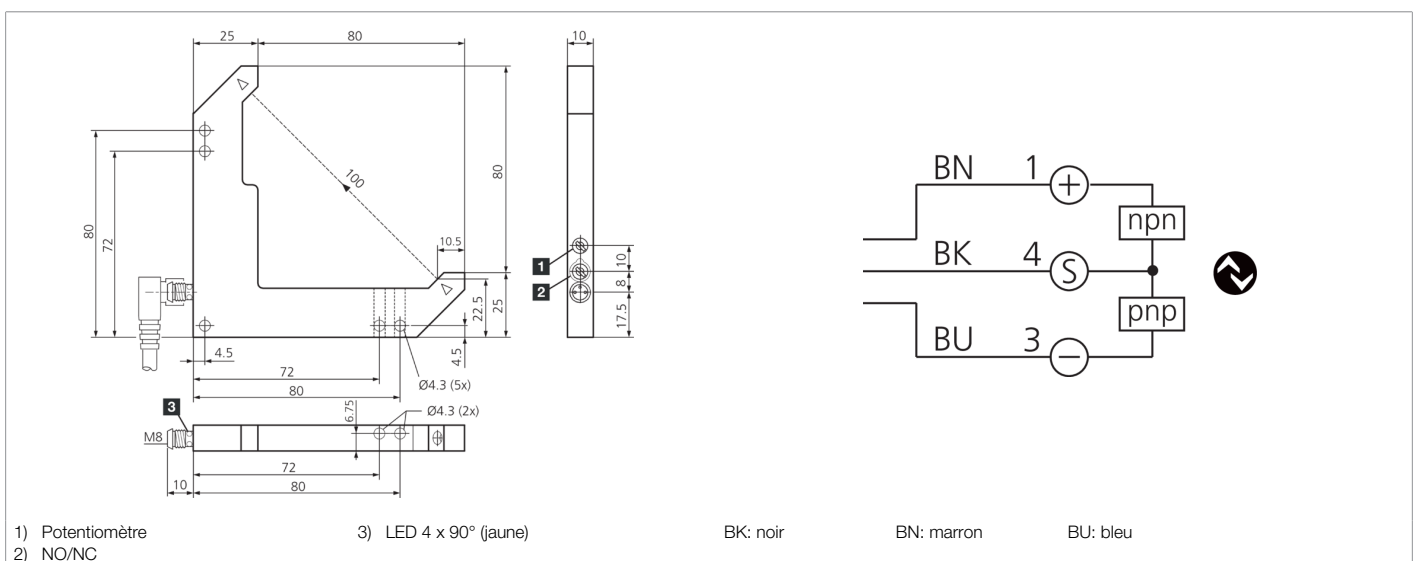 25 80 10
80
80
72
100
10.5
1
10
2
8
17.5
22.5
25
4.5
4.5
72
80
Ø4.3 (5x)
3
6.75
Ø4.3 (2x)
M8
72
10
80
BN 1 +
npn
BK 4 S
pnp
BU 3 −
1) Potentiomètre 3) LED 4 x 90° (jaune) BK: noir BN: marron BU: bleu
2) NO/NC